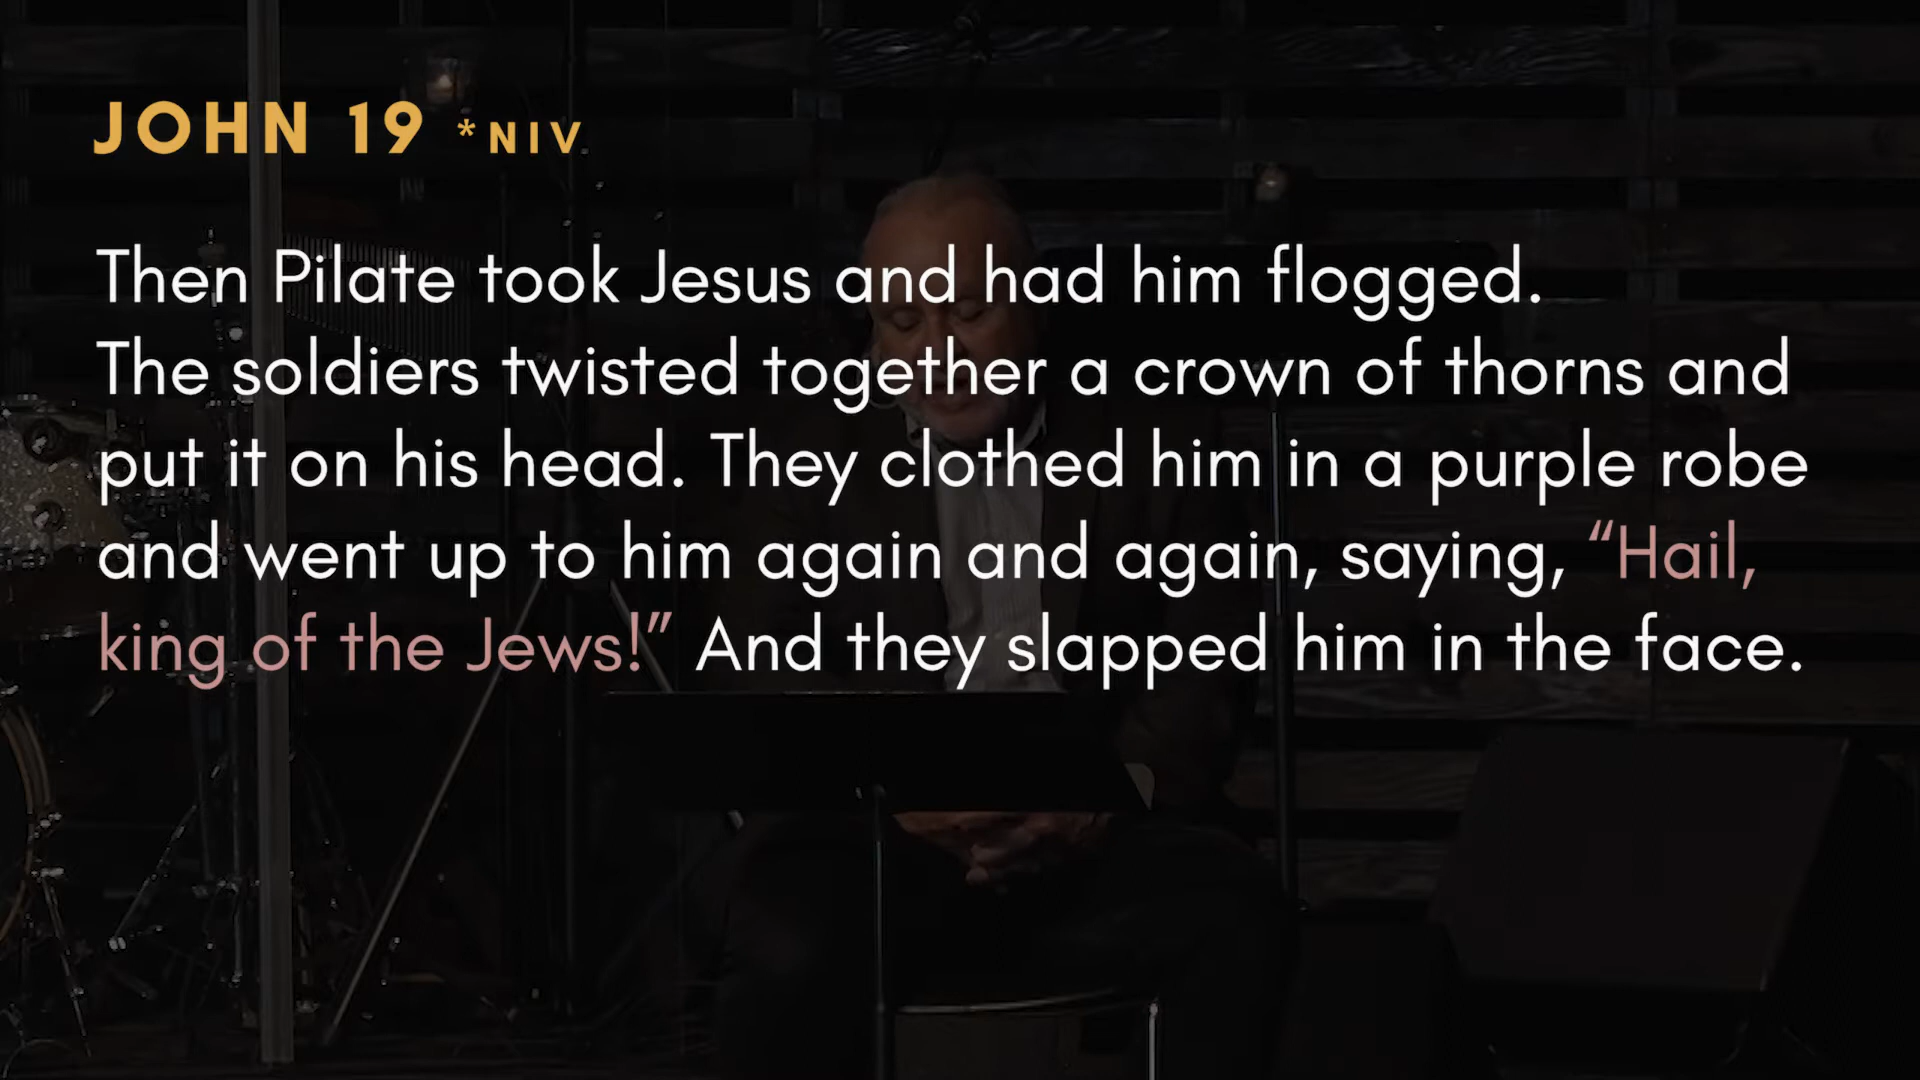 JOHN 19 *NIV
Then Pilate took Jesus and had him flogged.
The soldiers twisted together a crown of thorns and
put it on his head. They clothed him in a purple robe
and went up to him again and again, saying, “Hail,
king of the Jews!” And they slapped him in the face.